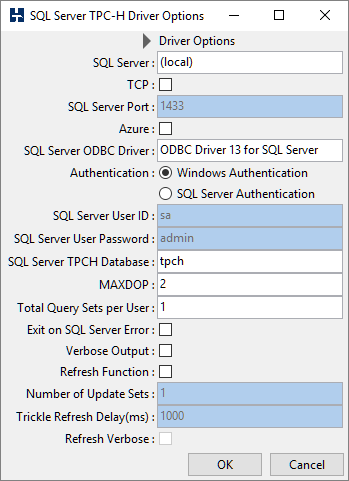 SQL Server TPC-H Driver Options
Driver Options
SQL Server : (local)
TCP :
SQL Server Port : 1433
Azure :
SQL Server ODBC Driver : ODBC Driver 13 for SQL Server
Authentication : Windows Authentication
SQL Server Authentication
SQL Server User ID : sa
SQL Server User Password : admin
SQL Server TPCH Database : tpch
MAXDOP : 2
Total Query Sets per User : 1
Exit on SQL Server Error :
Verbose Output :
Refresh Function :
Number of Update Sets : 1
Trickle Refresh Delay(ms) : 1000
Refresh Verbose :
OK Cancel